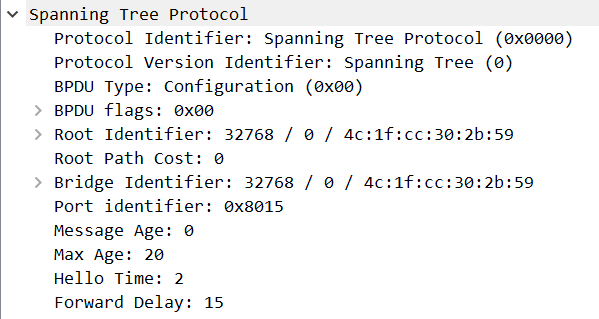 Spanning Tree Protocol
Protocol Identifier: Spanning Tree Protocol (0x0000)
Protocol Version Identifier: Spanning Tree (0)
BPDU Type: Configuration (0x00)
BPDU flags: 0x00
Root Identifier: 32768 / 0 / 4c:1f:cc:30:2b:59
Root Path Cost: 0
Bridge Identifier: 32768 / 0 / 4c:1f:cc:30:2b:59
Port identifier: 0x8015
Message Age: 0
Max Age: 20
Hello Time: 2
Forward Delay: 15